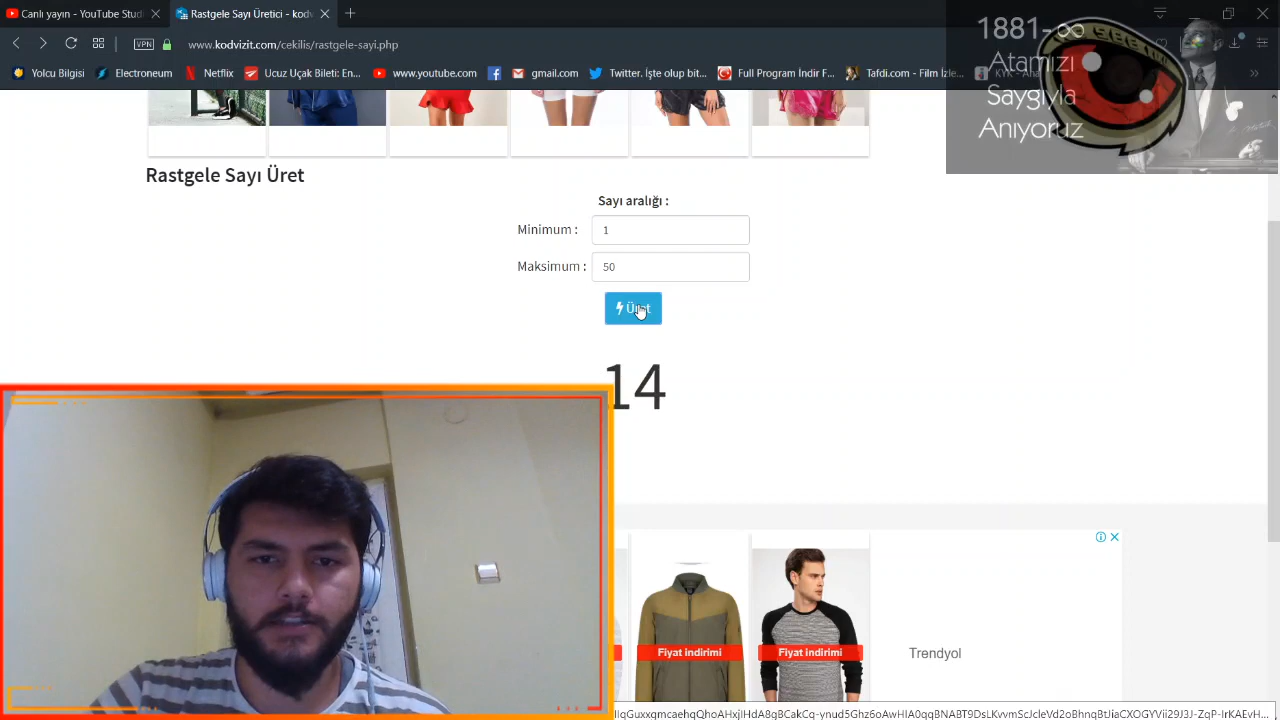 Canlı yayın - YouTube Studi
Rastgele Sayı Üretici - kodv
VPN
www.kodvizit.com/cekilis/rastgele-sayi.php
Yolcu Bilgisi
Electroneum
Netflix
Ucuz Uçak Bileti: En...
www.youtube.com
gmail.com
Twitter. İşte olup bit...
Full Program İndir F...
Tafdi.com - Film İzle...
1881-∞
Atamızı
Saygıyla
Anıyoruz
Rastgele Sayı Üret
Sayı aralığı :
Minimum : 1
Maksimum : 50
Üret
14
Fiyat indirimi
Fiyat indirimi
Trendyol